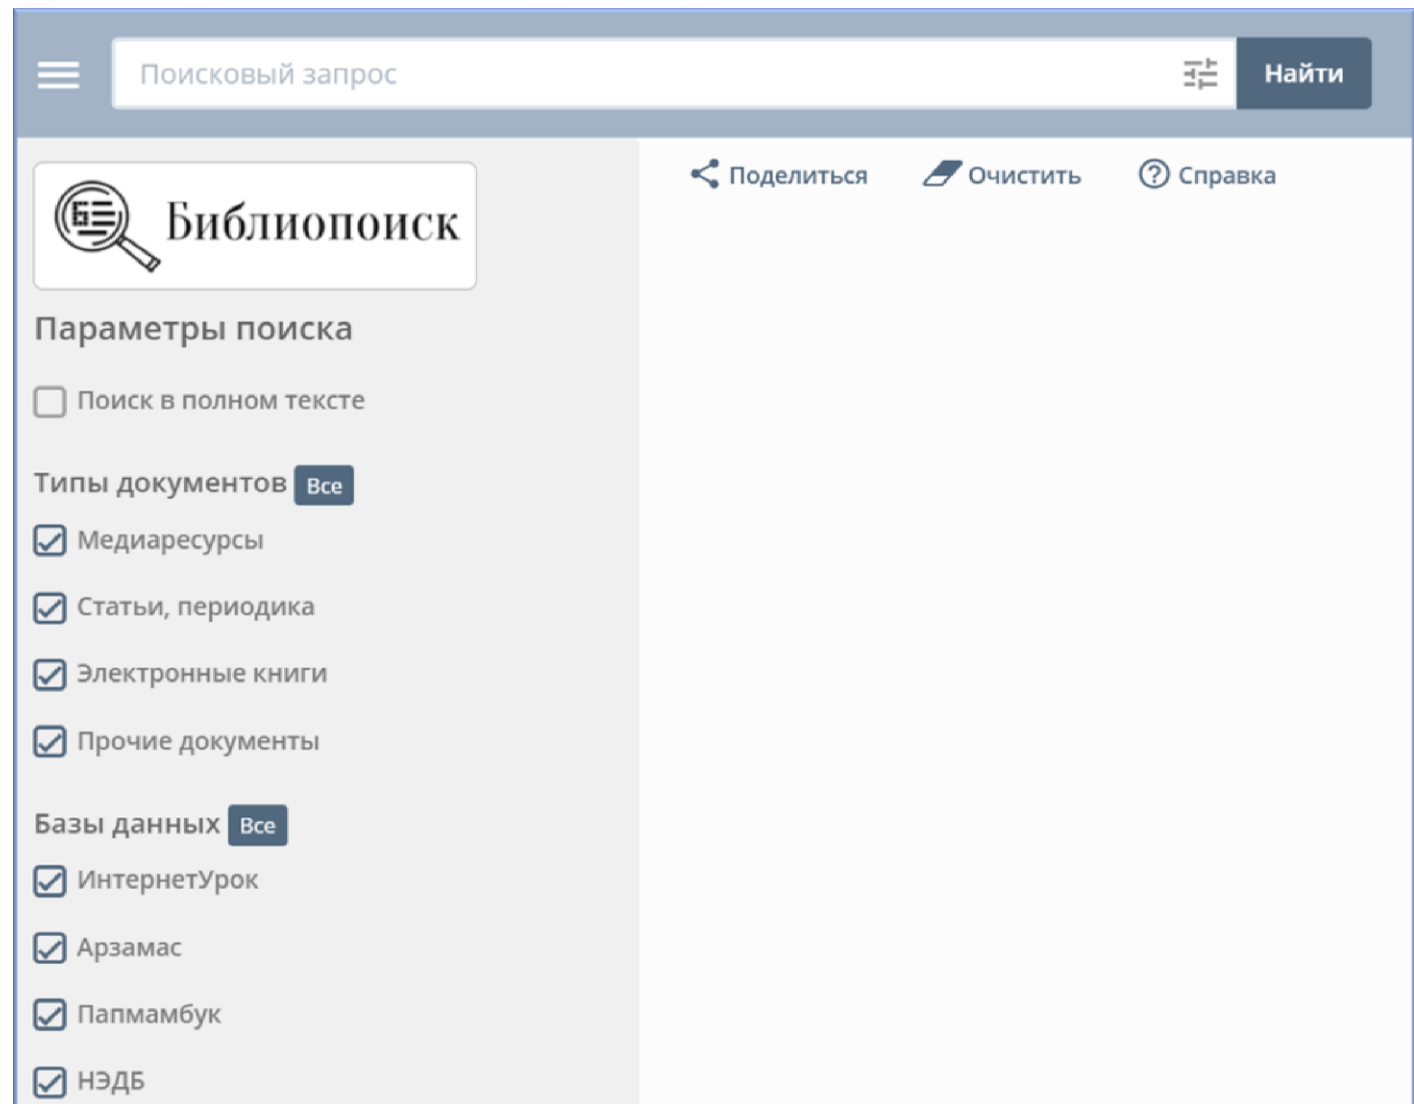 Поисковый запрос
Найти
Библиопоиск
Поделиться
Очистить
Справка
Параметры поиска
Поиск в полном тексте
Типы документов Все
Медиаресурсы
Статьи, периодика
Электронные книги
Прочие документы
Базы данных Все
ИнтернетУрок
Арзамас
Папмамбук
НЭДБ